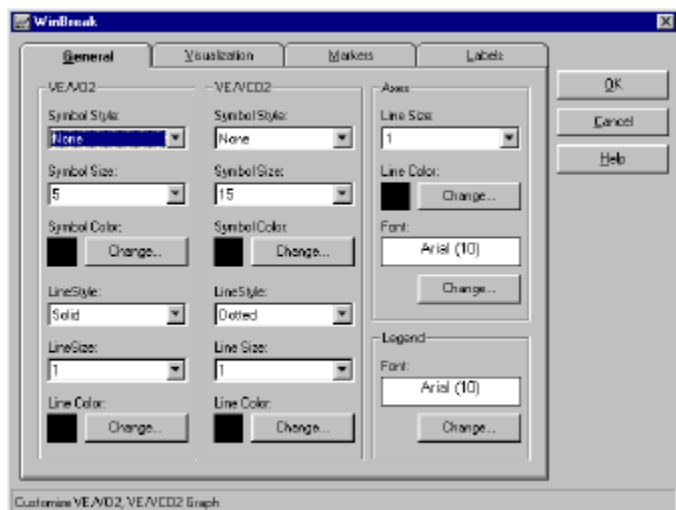 WinBreak
General
Visualization
Markers
Labels
VE/VO2
Symbol Style:
None
Symbol Size:
5
Symbol Color:
Change...
LineStyle:
Solid
LineSize:
1
Line Color:
Change...
VE/VCO2
Symbol Style:
None
Symbol Size:
15
Symbol Color:
Change...
LineStyle:
Dotted
Line Size:
1
Line Color:
Change...
Axes
Line Size:
1
Line Color:
Change...
Font:
Arial (10)
Change...
Legend
Font:
Arial (10)
Change...
OK
Cancel
Help
Customize VE/VO2, VE/VCO2 Graph